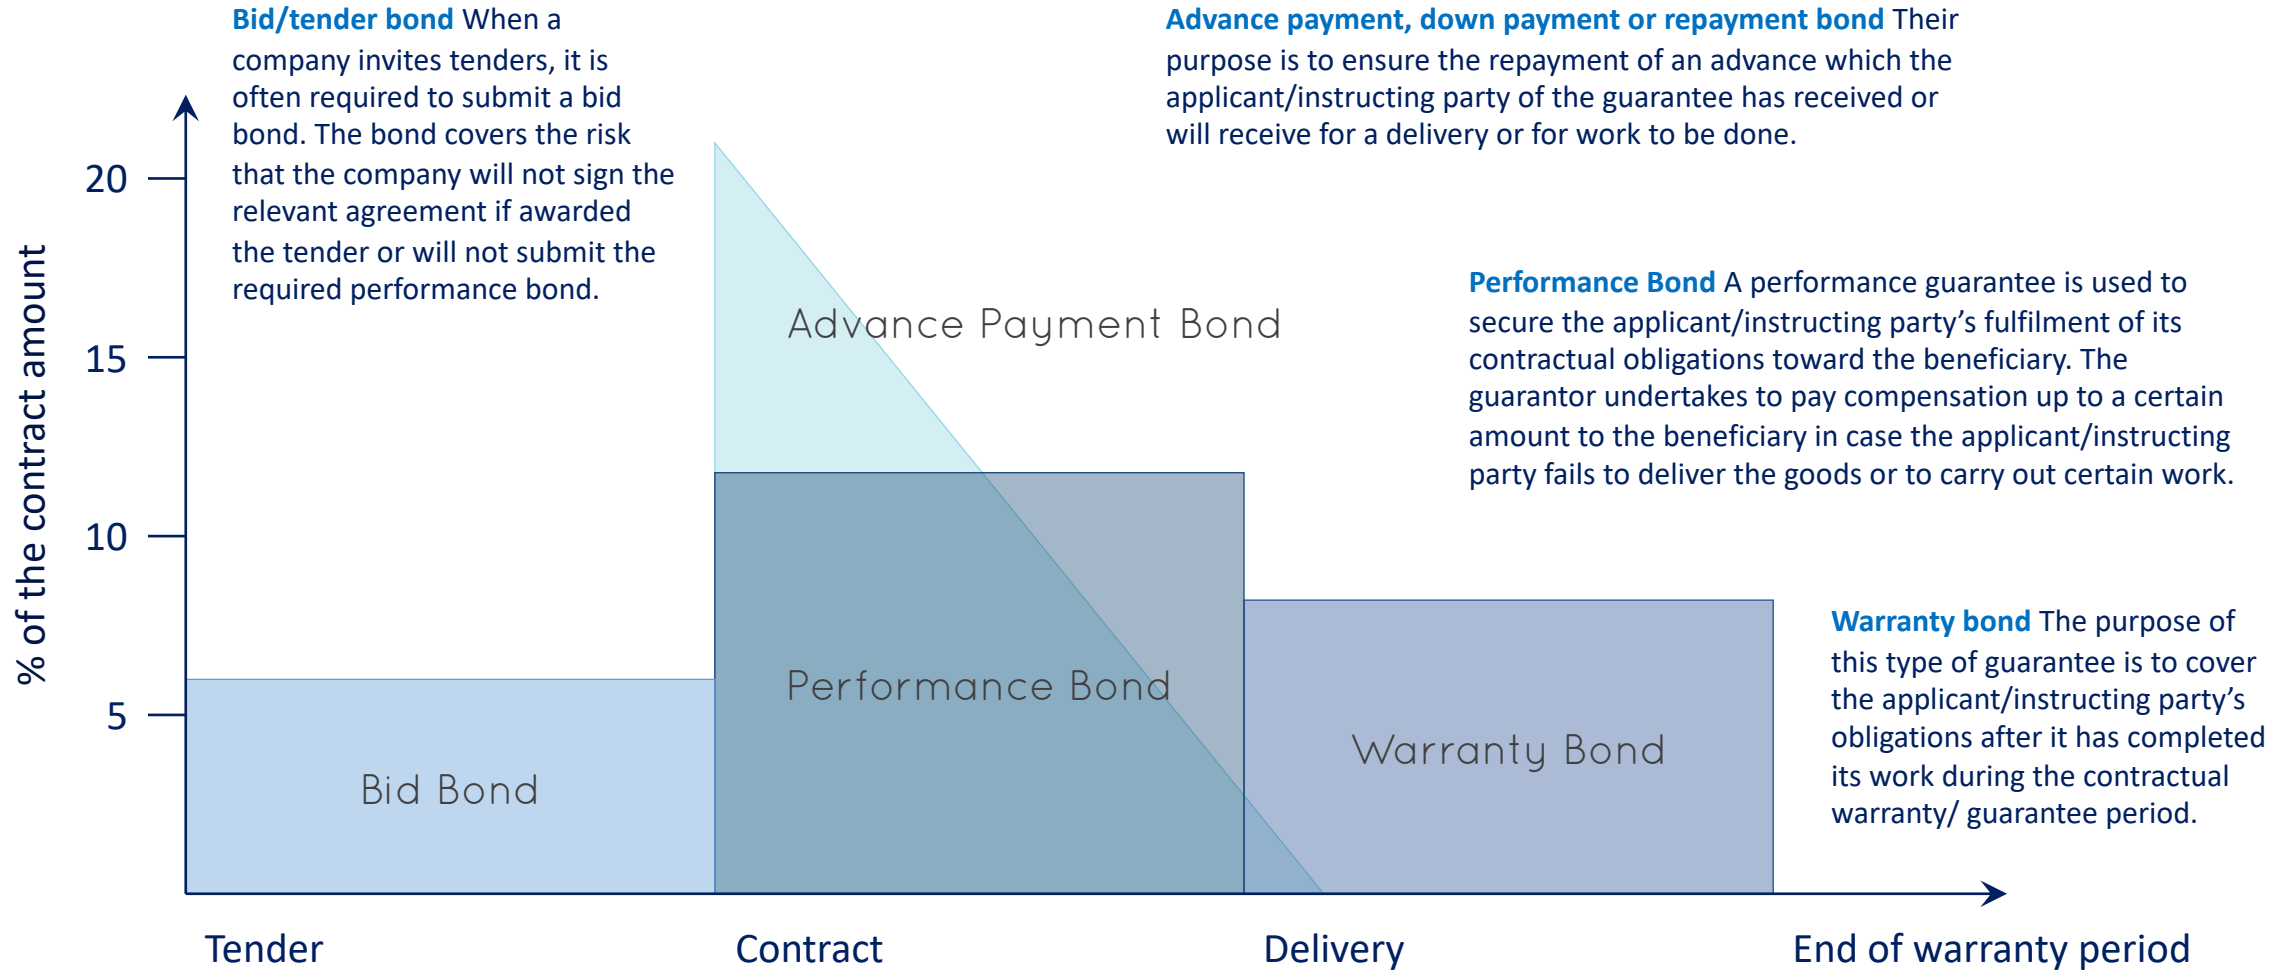 Bid/tender bond When a
company invites tenders, it is
often required to submit a bid
bond. The bond covers the risk
that the company will not sign the
relevant agreement if awarded
the tender or will not submit the
required performance bond.
Advance payment, down payment or repayment bond Their
purpose is to ensure the repayment of an advance which the
applicant/instructing party of the guarantee has received or
will receive for a delivery or for work to be done.
Performance Bond A performance guarantee is used to
secure the applicant/instructing party’s fulfilment of its
contractual obligations toward the beneficiary. The
guarantor undertakes to pay compensation up to a certain
amount to the beneficiary in case the applicant/instructing
party fails to deliver the goods or to carry out certain work.
Warranty bond The purpose of
this type of guarantee is to cover
the applicant/instructing party’s
obligations after it has completed
its work during the contractual
warranty/ guarantee period.
% of the contract amount
20
15
10
5
Advance Payment Bond
Performance Bond
Bid Bond
Warranty Bond
Tender
Contract
Delivery
End of warranty period